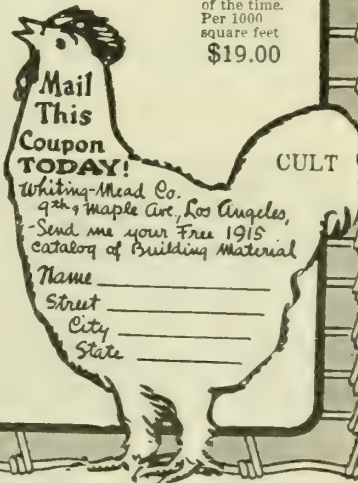 of the time.
Per 1000
square feet
$19.00
Mail
This
Coupon
TODAY!
CULT
Whiting-Mead Co.
9th & Maple Ave., Los Angeles,
-Send me your Free 1915
catalog of Building Material
Name
Street
City
State